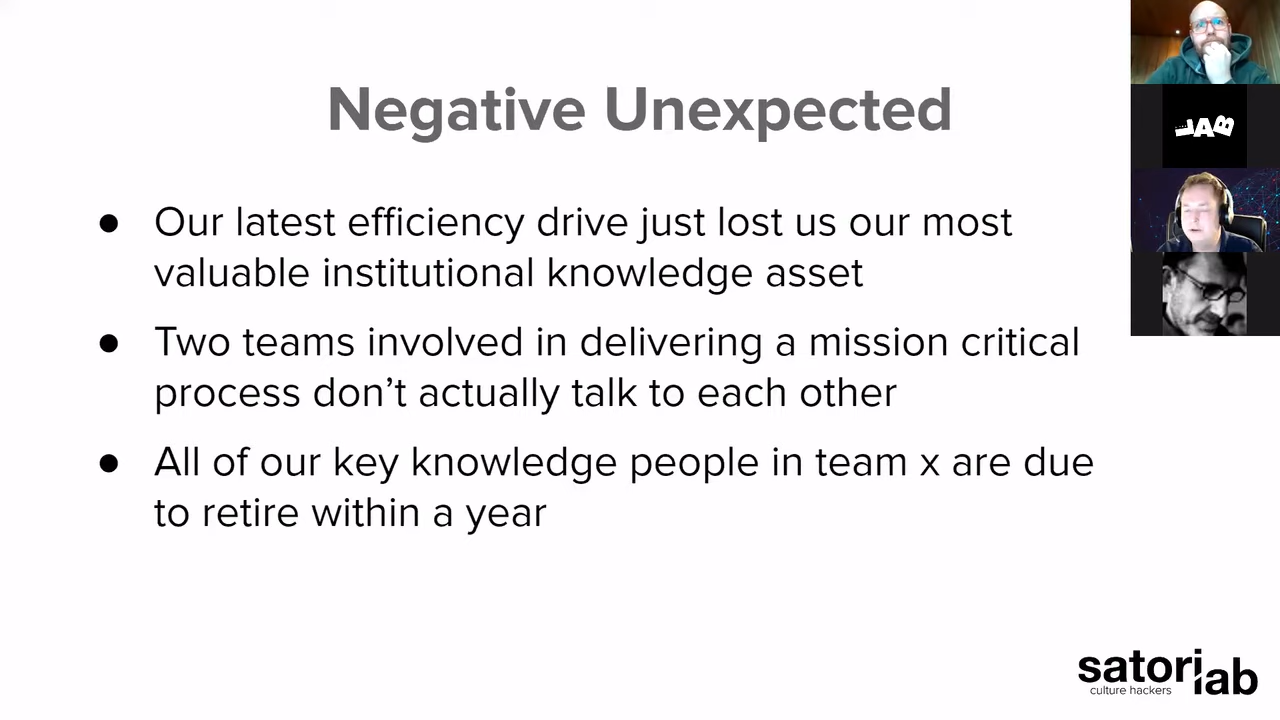 Negative Unexpected
● Our latest efficiency drive just lost us our most
valuable institutional knowledge asset
● Two teams involved in delivering a mission critical
process don’t actually talk to each other
● All of our key knowledge people in team x are due
to retire within a year
LAB
satori lab
culture hackers